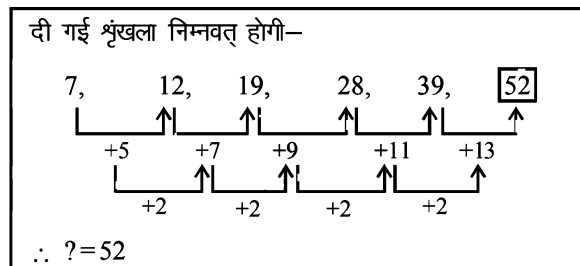 दी गई शृंखला निम्नवत् होगी–
7, 12, 19, 28, 39, 52
+5 +7 +9 +11 +13
+2 +2 +2 +2
∴ ?=52